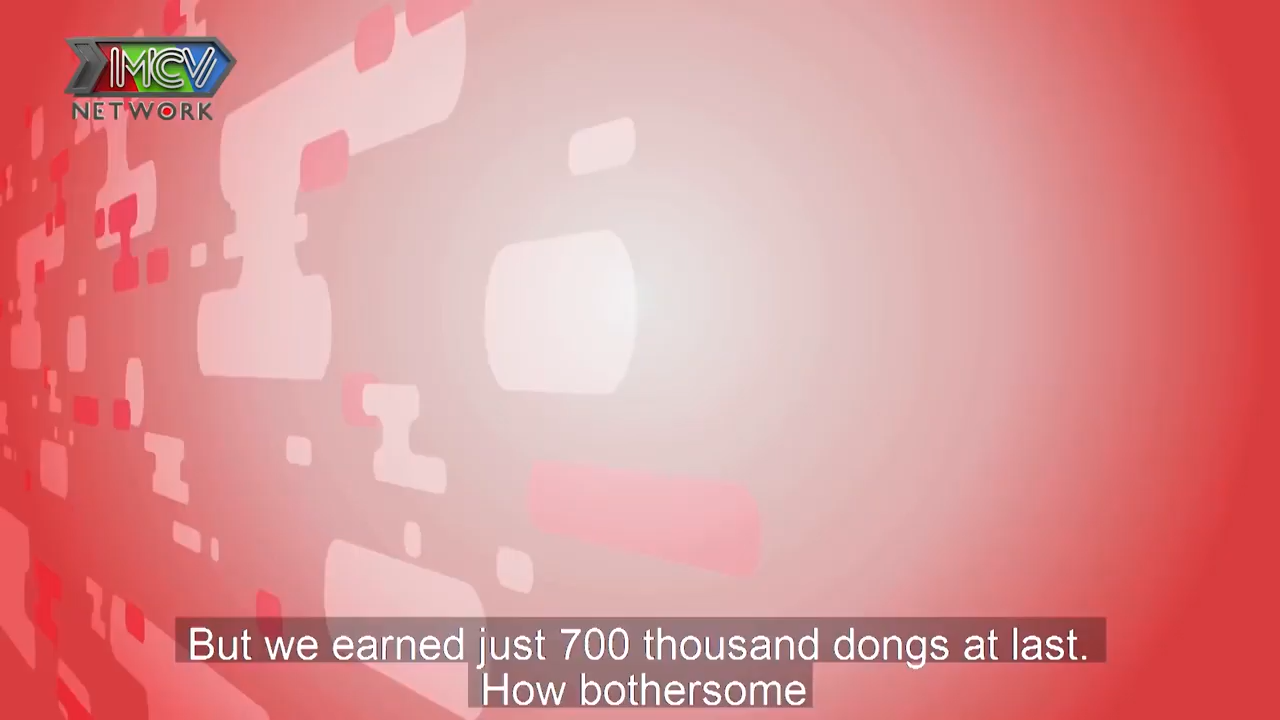 MCV
NETWORK
But we earned just 700 thousand dongs at last.
How bothersome